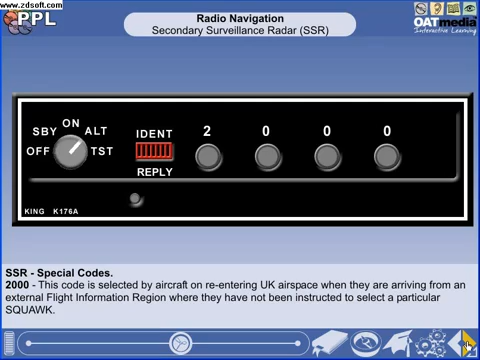 www.zdsoft.com
PPL
Radio Navigation
Secondary Surveillance Radar (SSR)
OATmedia
Interactive Learning
ON
SBY
ALT
OFF
TST
IDENT
REPLY
2 0 0 0
KING K176A
SSR - Special Codes.
2000 - This code is selected by aircraft on re-entering UK airspace when they are arriving from an
external Flight Information Region where they have not been instructed to select a particular
SQUAWK.